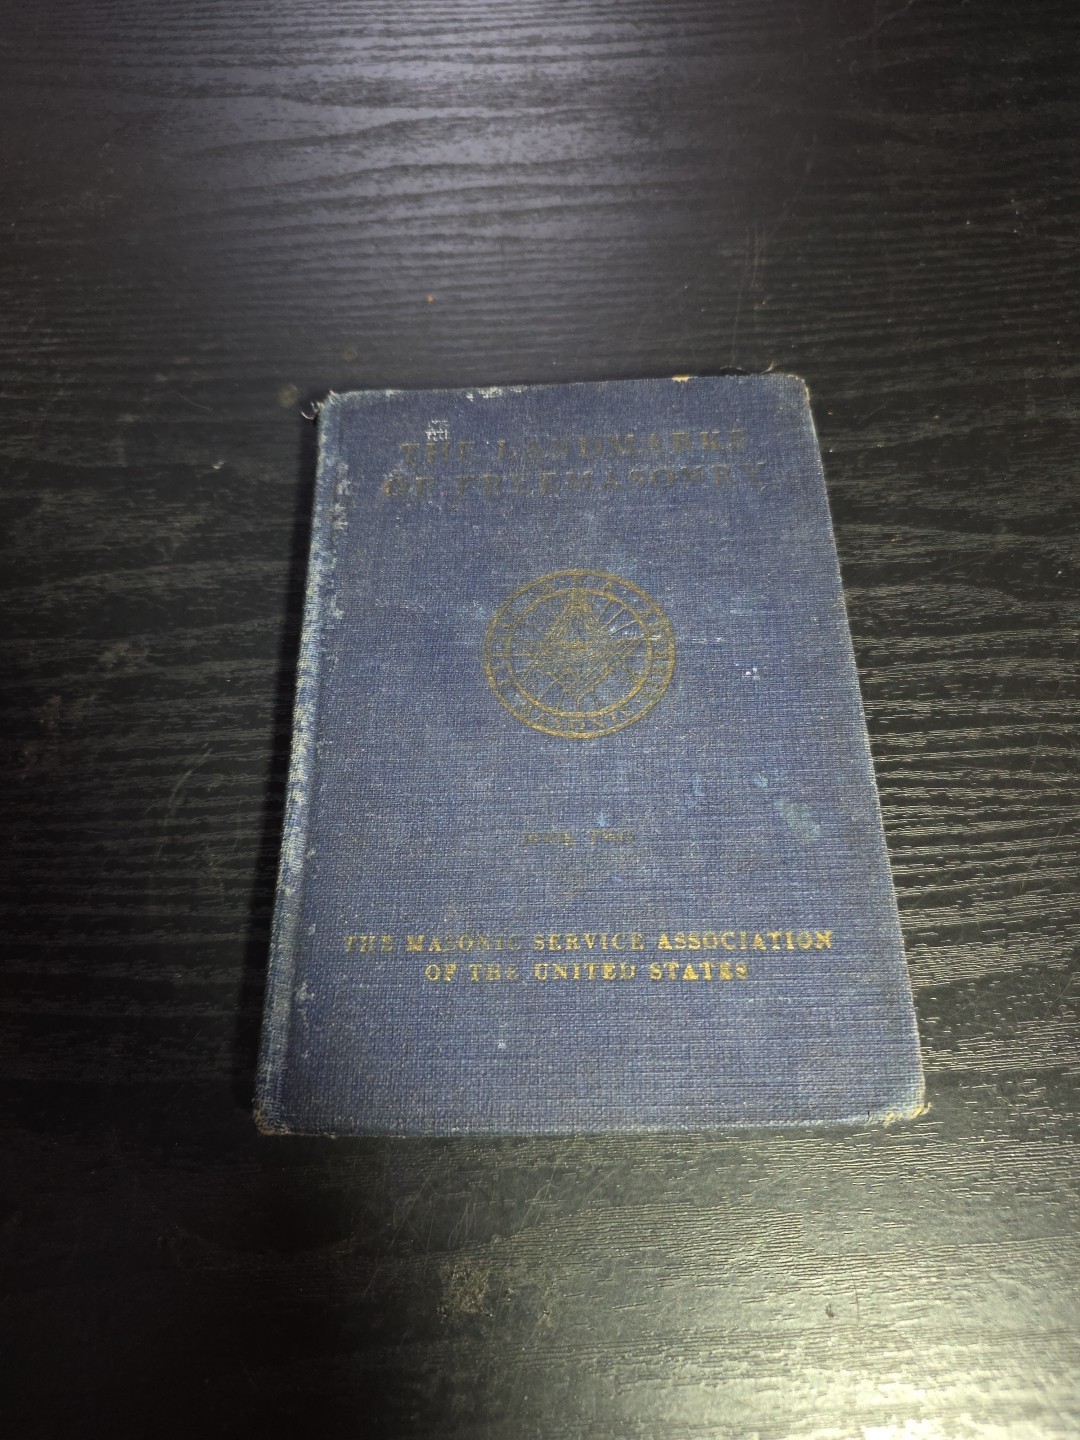 THE LANDMARKS
OF FREEMASONRY
THE MASONIC SERVICE ASSOCIATION
OF THE UNITED STATES